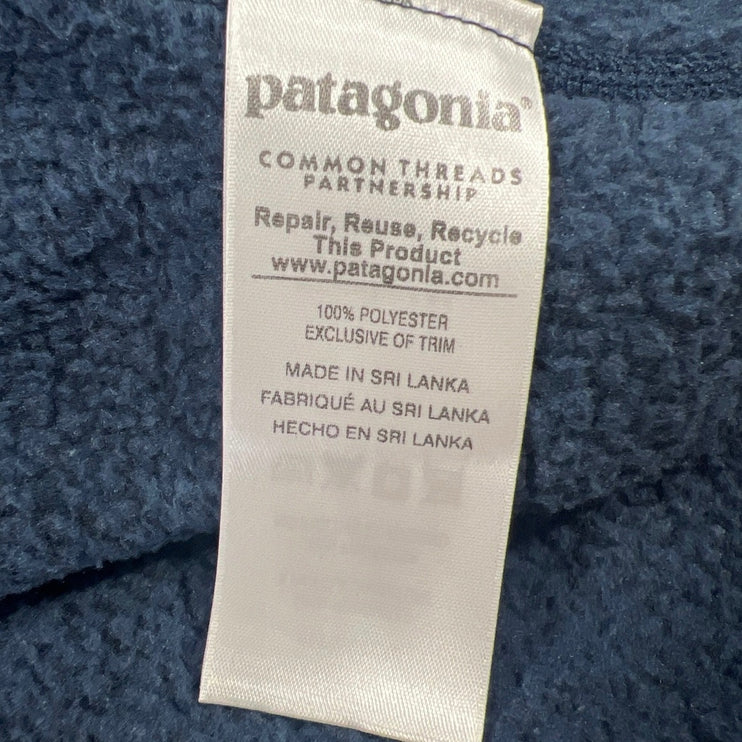 patagonia®
COMMON THREADS
PARTNERSHIP
Repair, Reuse, Recycle
This Product
www.patagonia.com
100% POLYESTER
EXCLUSIVE OF TRIM
MADE IN SRI LANKA
FABRIQUÉ AU SRI LANKA
HECHO EN SRI LANKA